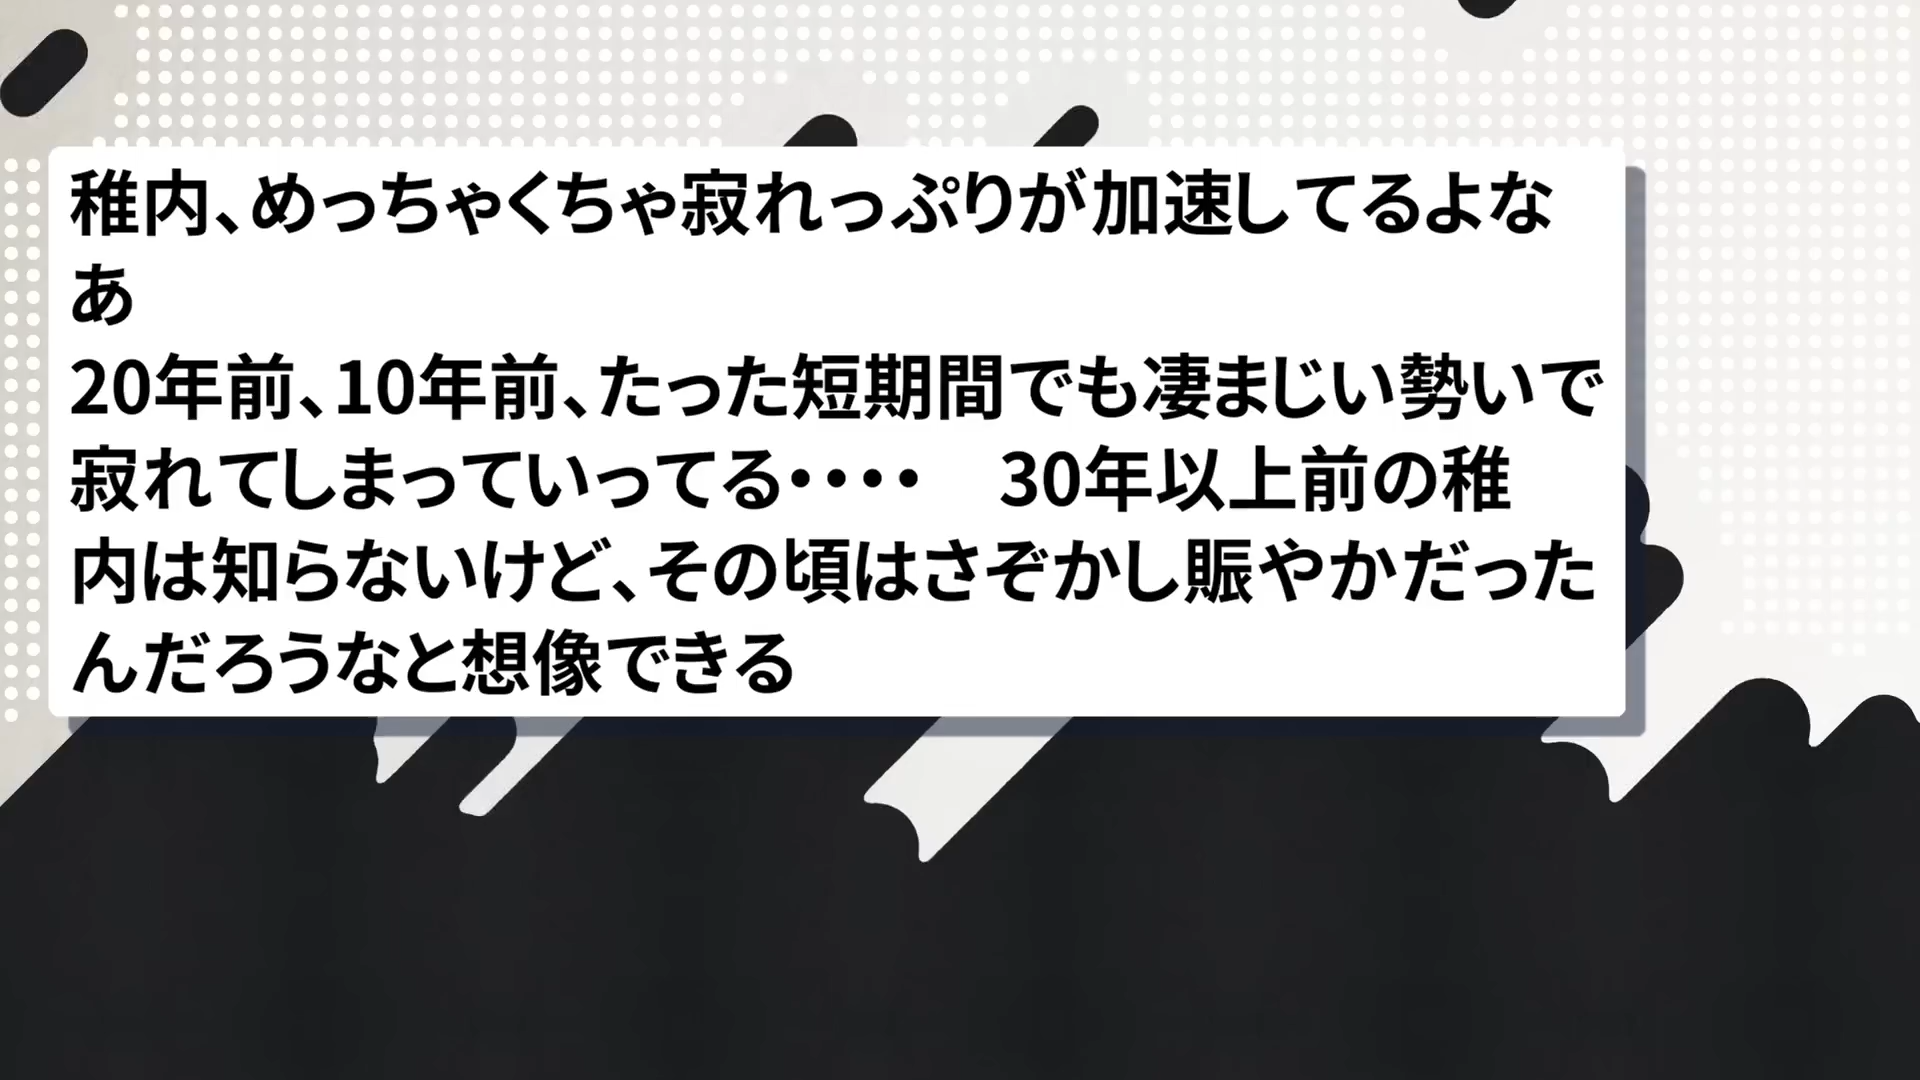 稚内、めっちゃくちゃ寂れっぷりが加速してるよな
あ
20年前、10年前、たった短期間でも凄まじい勢いで
寂れてしまっていってる・・・・　30年以上前の稚
内は知らないけど、その頃はさぞかし賑やかだった
んだろうなと想像できる